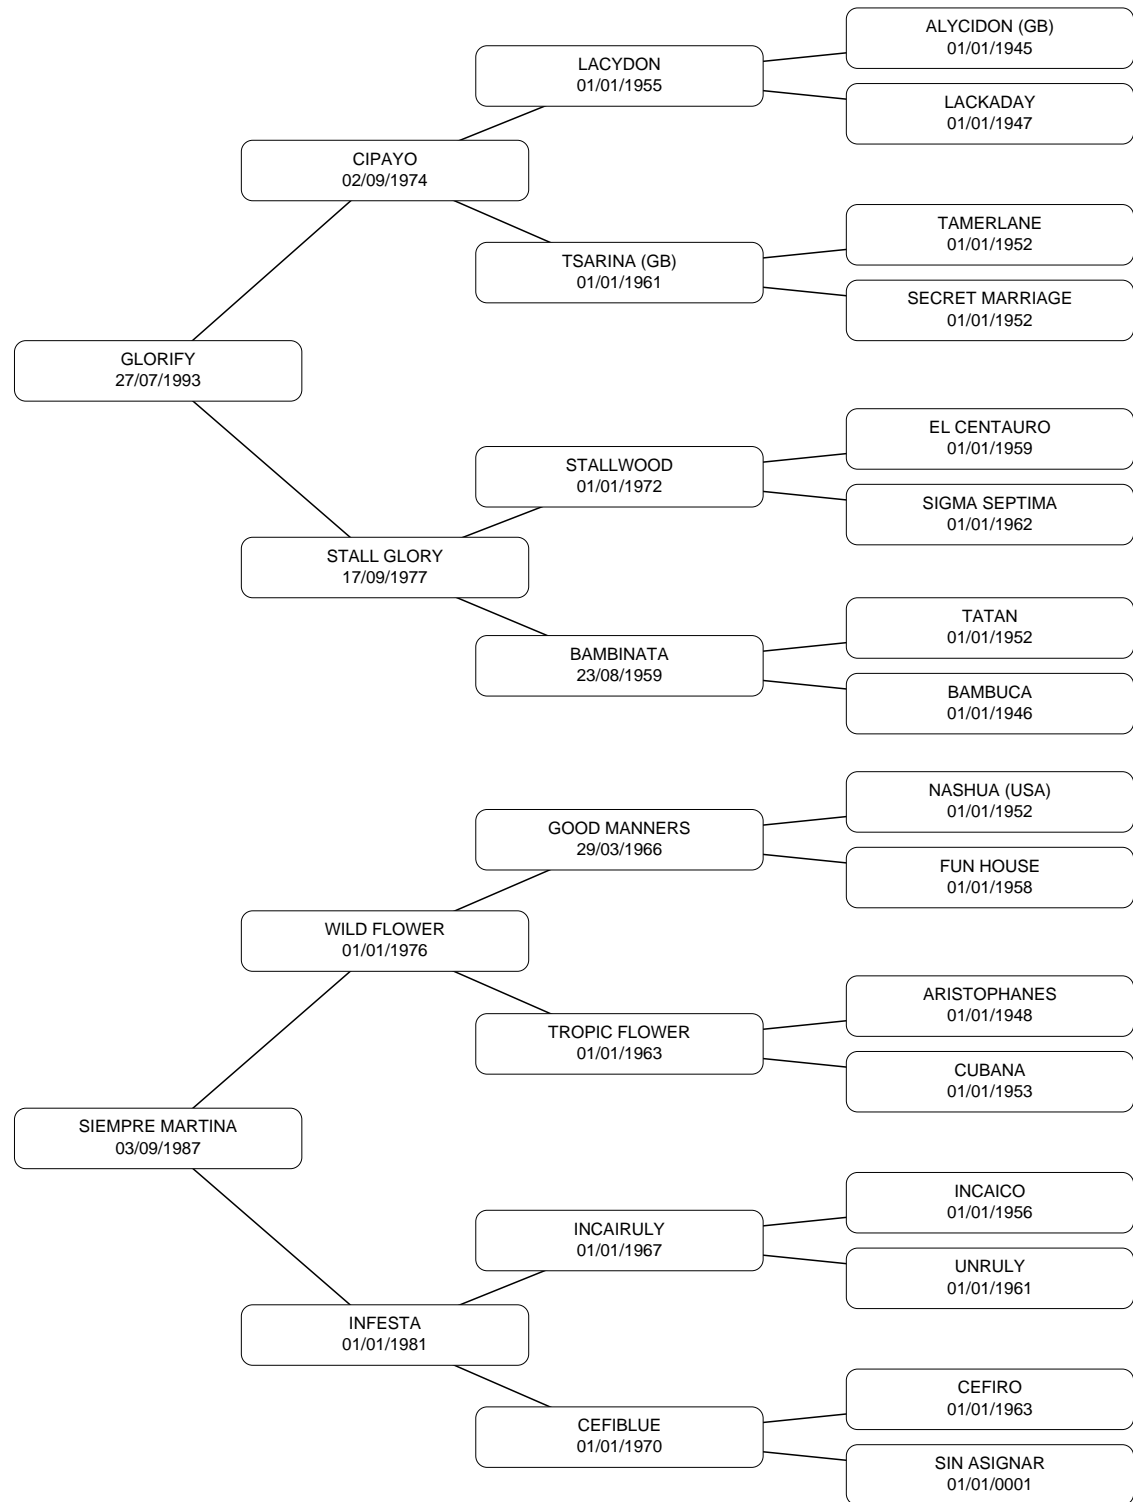 ALYCIDON (GB)
01/01/1945
LACYDON
01/01/1955
LACKADAY
01/01/1947
CIPAYO
02/09/1974
TAMERLANE
01/01/1952
TSARINA (GB)
01/01/1961
SECRET MARRIAGE
01/01/1952
GLORIFY
27/07/1993
EL CENTAURO
01/01/1959
STALLWOOD
01/01/1972
SIGMA SEPTIMA
01/01/1962
STALL GLORY
17/09/1977
TATAN
01/01/1952
BAMBINATA
23/08/1959
BAMBUCA
01/01/1946
NASHUA (USA)
01/01/1952
GOOD MANNERS
29/03/1966
FUN HOUSE
01/01/1958
WILD FLOWER
01/01/1976
ARISTOPHANES
01/01/1948
TROPIC FLOWER
01/01/1963
CUBANA
01/01/1953
SIEMPRE MARTINA
03/09/1987
INCAICO
01/01/1956
INCAIRULY
01/01/1967
UNRULY
01/01/1961
INFESTA
01/01/1981
CEFIRO
01/01/1963
CEFIBLUE
01/01/1970
SIN ASIGNAR
01/01/0001